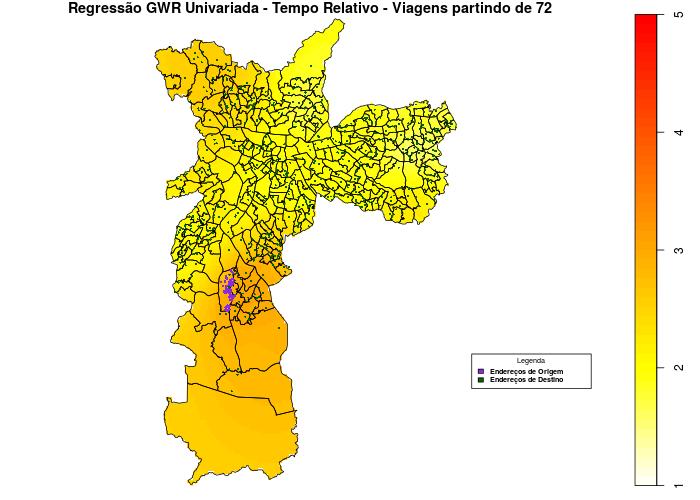 Regressão GWR Univariada - Tempo Relativo - Viagens partindo de 72
5
4
3
2
1
Legenda
Endereços de Origem
Endereços de Destino